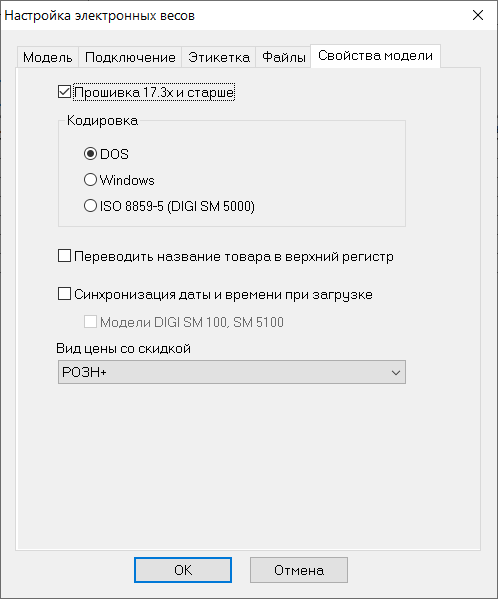 Настройка электронных весов
Модель Подключение Этикетка Файлы Свойства модели
Прошивка 17.3x и старше
Кодировка
DOS
Windows
ISO 8859-5 (DIGI SM 5000)
Переводить название товара в верхний регистр
Синхронизация даты и времени при загрузке
Модели DIGI SM 100, SM 5100
Вид цены со скидкой
РОЗН+
OK Отмена